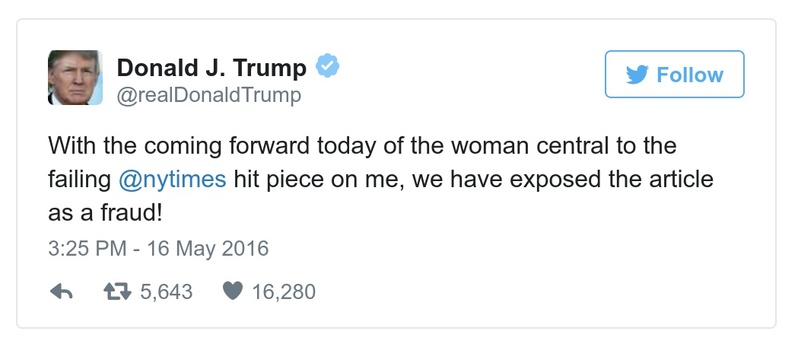 Donald J. Trump
@realDonaldTrump
Follow
With the coming forward today of the woman central to the
failing @nytimes hit piece on me, we have exposed the article
as a fraud!
3:25 PM - 16 May 2016
5,643 16,280